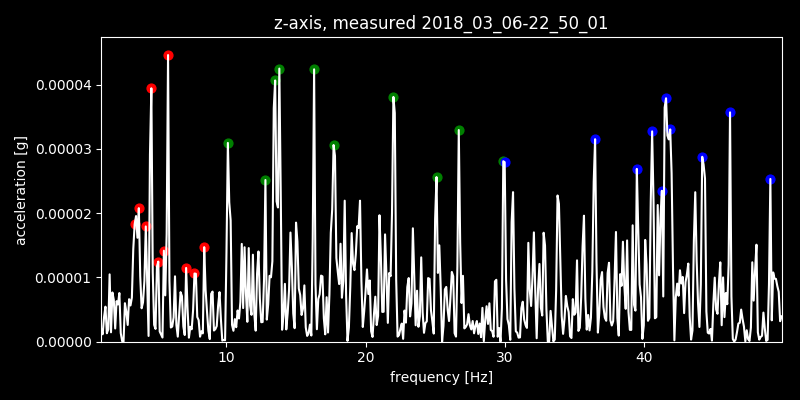 z-axis, measured 2018_03_06-22_50_01
0.00004
0.00003
0.00002
0.00001
0.00000
acceleration [g]
10 20 30 40
frequency [Hz]